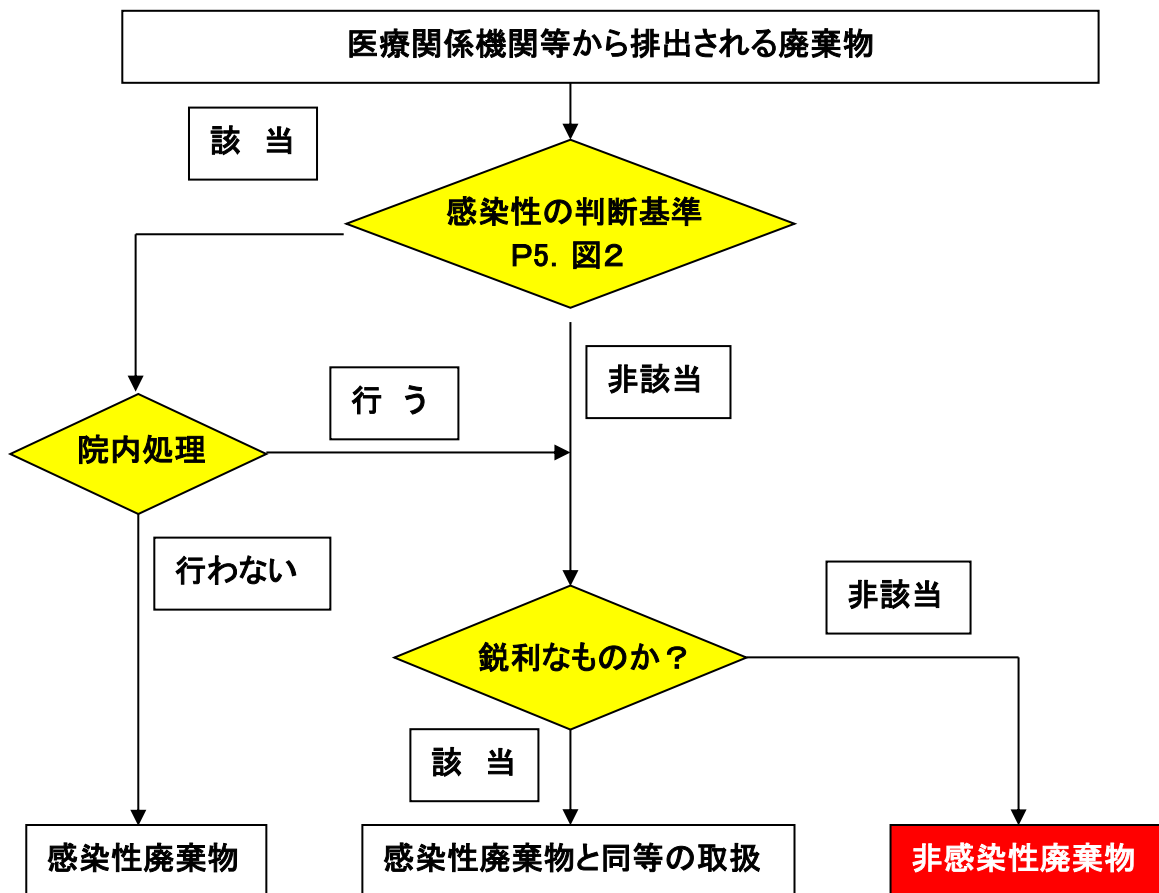 医療関係機関等から排出される廃棄物
該 当
感染性の判断基準
P5．図２
非該当
行 う
院内処理
行わない
非該当
鋭利なものか？
該 当
感染性廃棄物
感染性廃棄物と同等の取扱
非感染性廃棄物